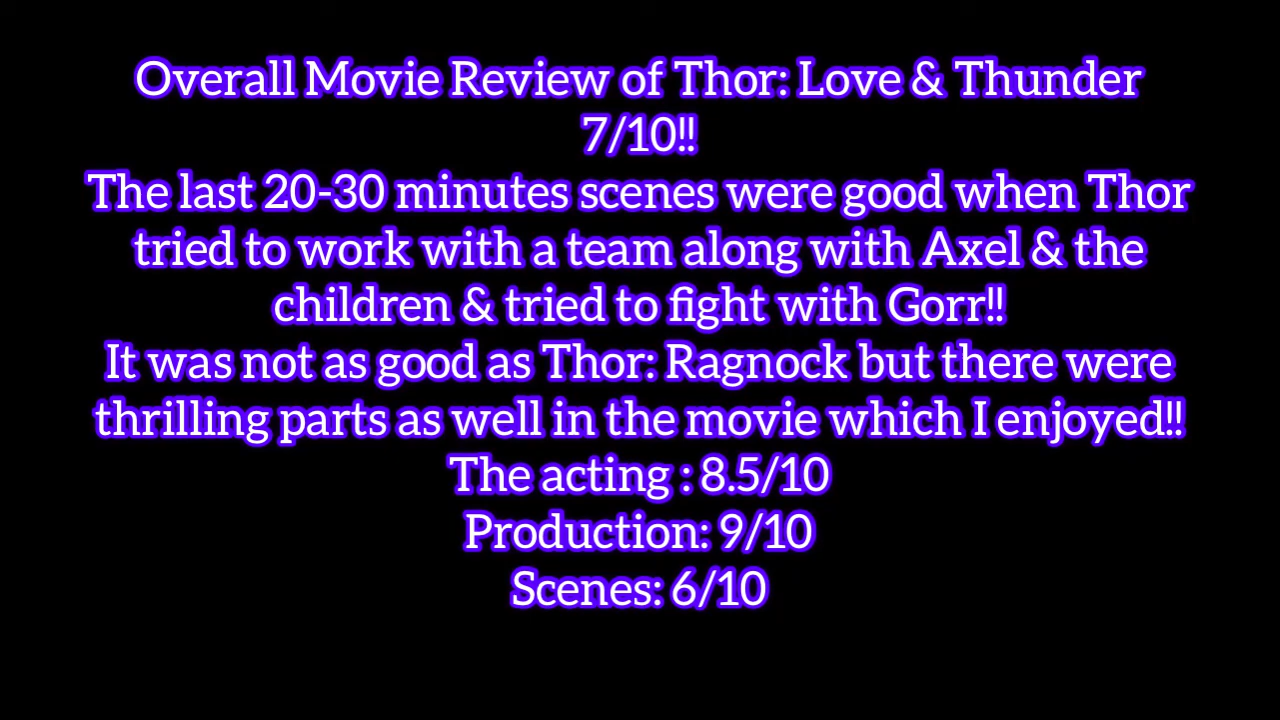 Overall Movie Review of Thor: Love & Thunder
7/10!!
The last 20-30 minutes scenes were good when Thor
tried to work with a team along with Axel & the
children & tried to fight with Gorr!!
It was not as good as Thor: Ragnock but there were
thrilling parts as well in the movie which I enjoyed!!
The acting : 8.5/10
Production: 9/10
Scenes: 6/10